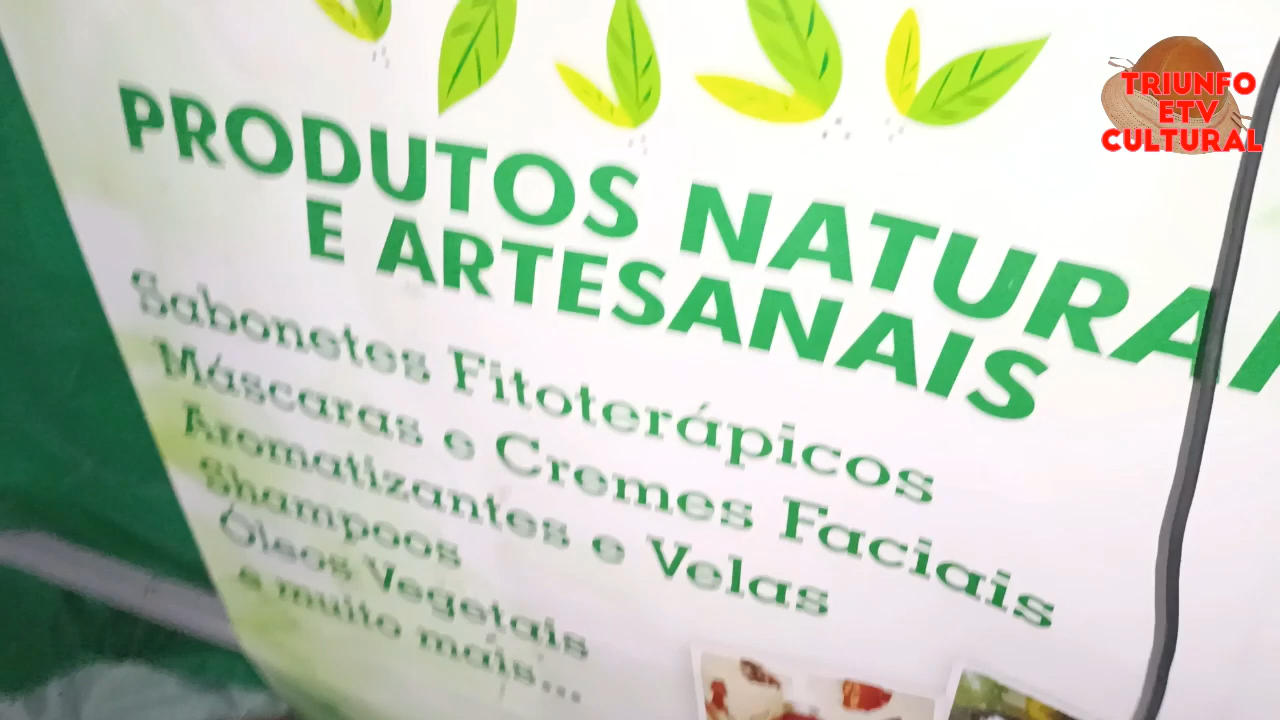 TRIUNFO
ETV
CULTURAL
PRODUTOS NATURAI
E ARTESANAIS
Sabonetes Fitoterápicos
Máscaras e Cremes Faciais
Aromatizantes e Velas
Shampoos
Óleos Vegetais
e muito mais...